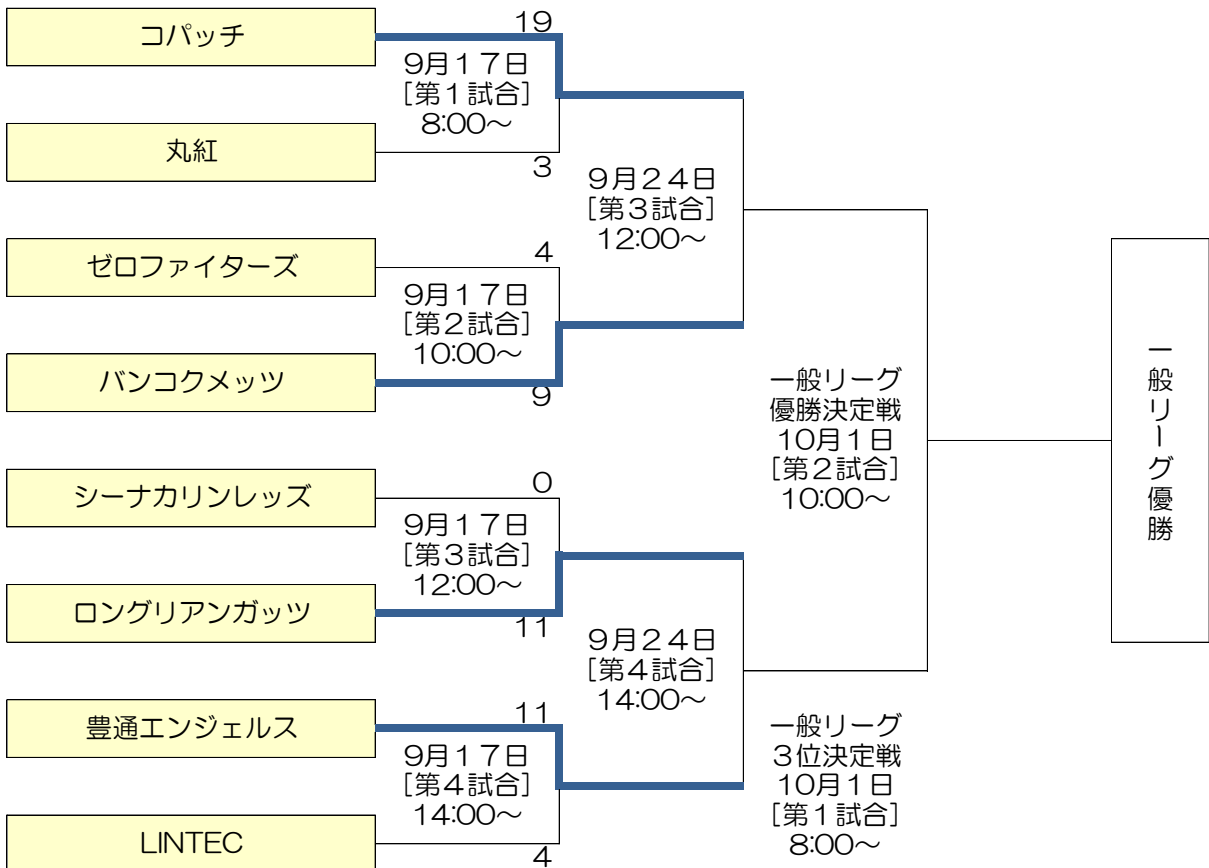 コパッチ
19
9月１７日
[第１試合]
8:00～
丸紅
3
ゼロファイターズ
4
9月１７日
[第２試合]
10:00～
バンコクメッツ
9
9月２４日
[第３試合]
12:00～
シーナカリンレッズ
0
9月１７日
[第３試合]
12:00～
ロングリアンガッツ
11
豊通エンジェルス
11
9月１７日
[第４試合]
14:00～
LINTEC
4
9月２４日
[第４試合]
14:00～
一般リーグ
優勝決定戦
10月１日
[第２試合]
10:00～
一般リーグ
３位決定戦
10月１日
[第１試合]
8:00～
一般リーグ優勝